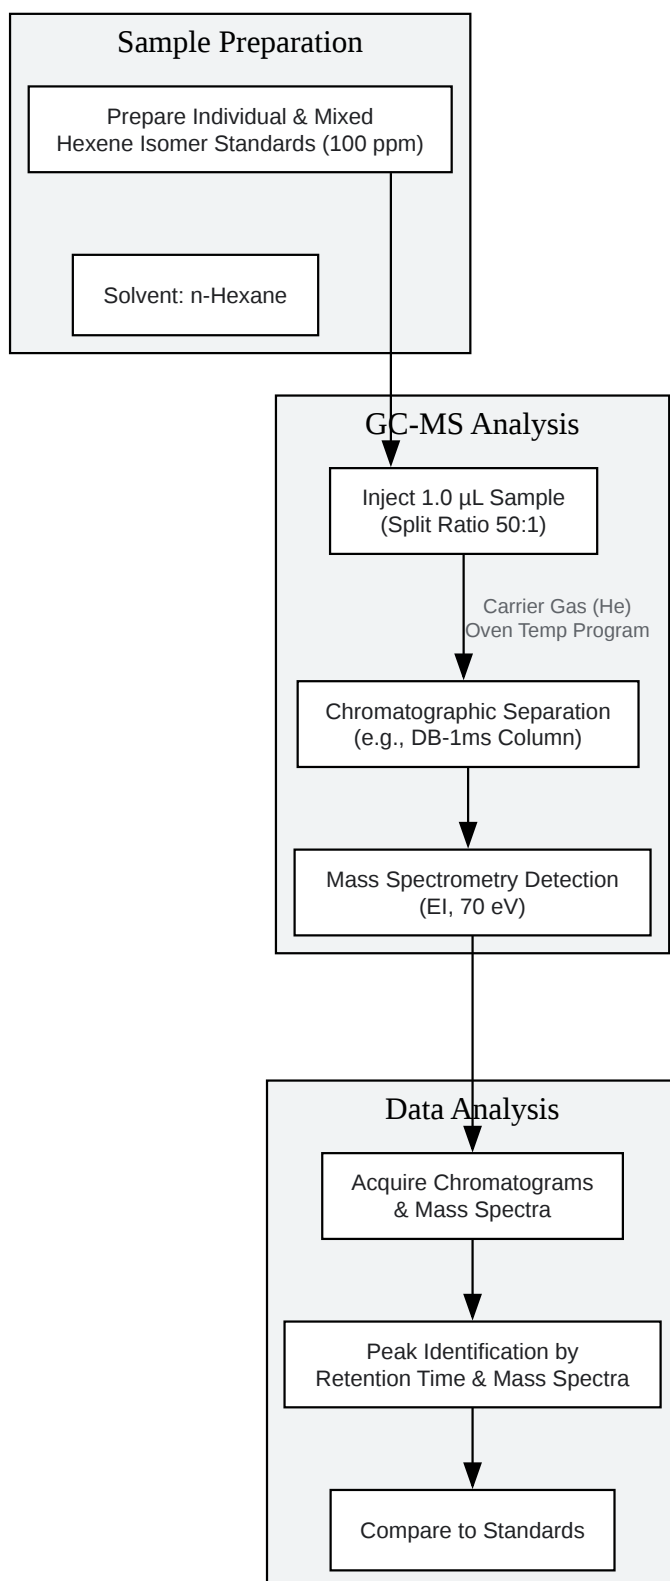 Sample Preparation
Prepare Individual & Mixed
Hexene Isomer Standards (100 ppm)
Solvent: n-Hexane
GC-MS Analysis
Inject 1.0 µL Sample
(Split Ratio 50:1)
Carrier Gas (He)
Oven Temp Program
Chromatographic Separation
(e.g., DB-1ms Column)
Mass Spectrometry Detection
(EI, 70 eV)
Data Analysis
Acquire Chromatograms
& Mass Spectra
Peak Identification by
Retention Time & Mass Spectra
Compare to Standards